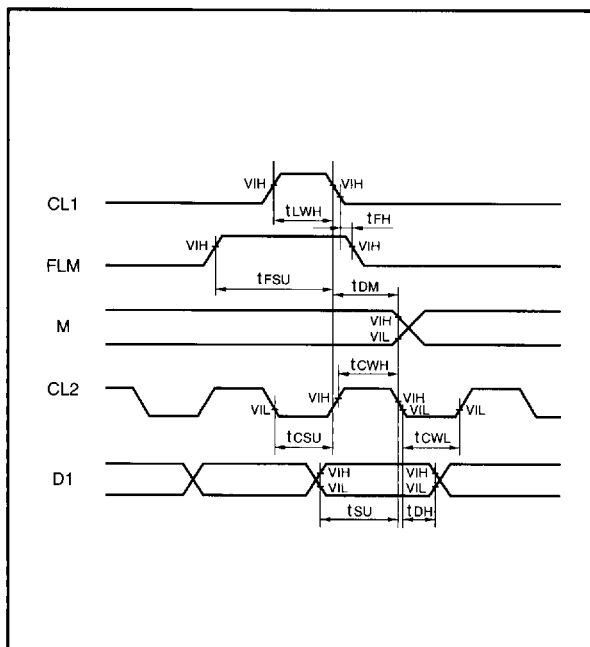 CL1 VIH VIH
tLWH
tFH
FLM VIH VIH
tFSU
tDM
M VIH
VIL
tCWH
CL2 VIH VIH
VIL VIL VIL
tCSU tCWL
D1 VIH VIH
VIL VIL
tSU tDH